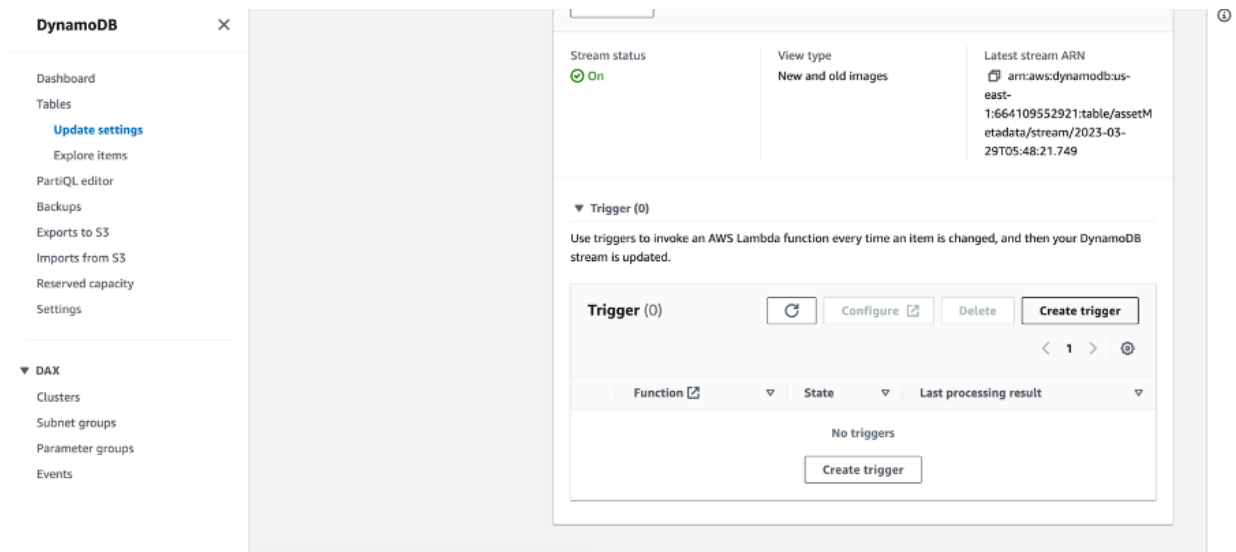 DynamoDB
Dashboard
Tables
Update settings
Explore items
PartiQL editor
Backups
Exports to S3
Imports from S3
Reserved capacity
Settings
DAX
Clusters
Subnet groups
Parameter groups
Events
Stream status
On
View type
New and old images
Latest stream ARN
arn:aws:dynamodb:us-
east-
1:664109552921:table/assetM
etadata/stream/2023-03-
29T05:48:21.749
Trigger (0)
Use triggers to invoke an AWS Lambda function every time an item is changed, and then your DynamoDB
stream is updated.
Trigger (0) Configure Delete Create trigger
1
Function State Last processing result
No triggers
Create trigger